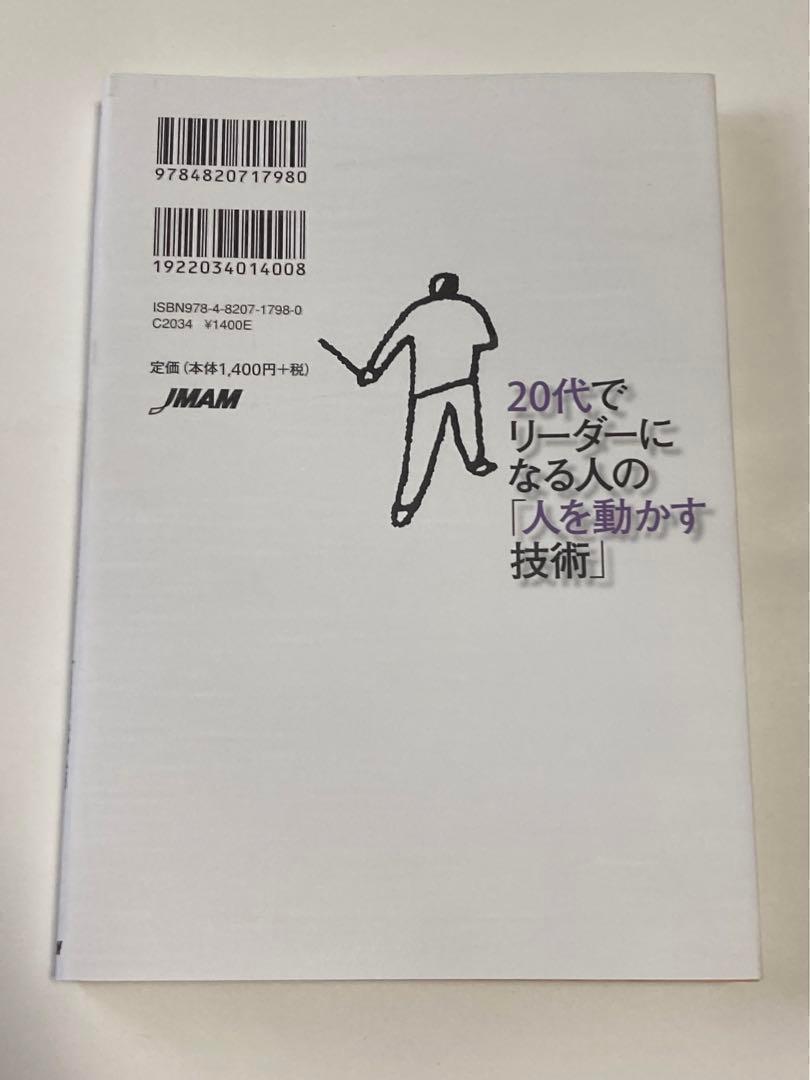 9784820717980
1922034014008
ISBN978-4-8207-1798-0
C2034 ¥1400E
定価(本体1,400円+税)
JMAM
20代で
リーダーに
なる人の
「人を動かす
技術」